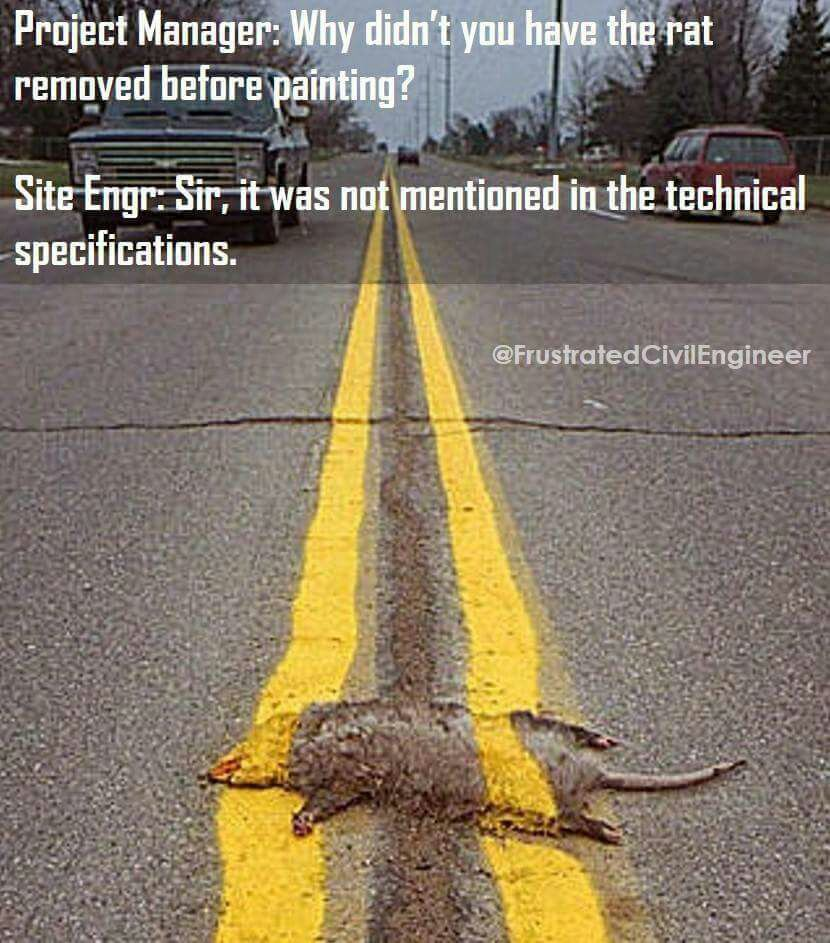 Project Manager: Why didn't you have the rat
removed before painting?
Site Engr: Sir, it was not mentioned in the technical
specifications.
@FrustratedCivilEngineer